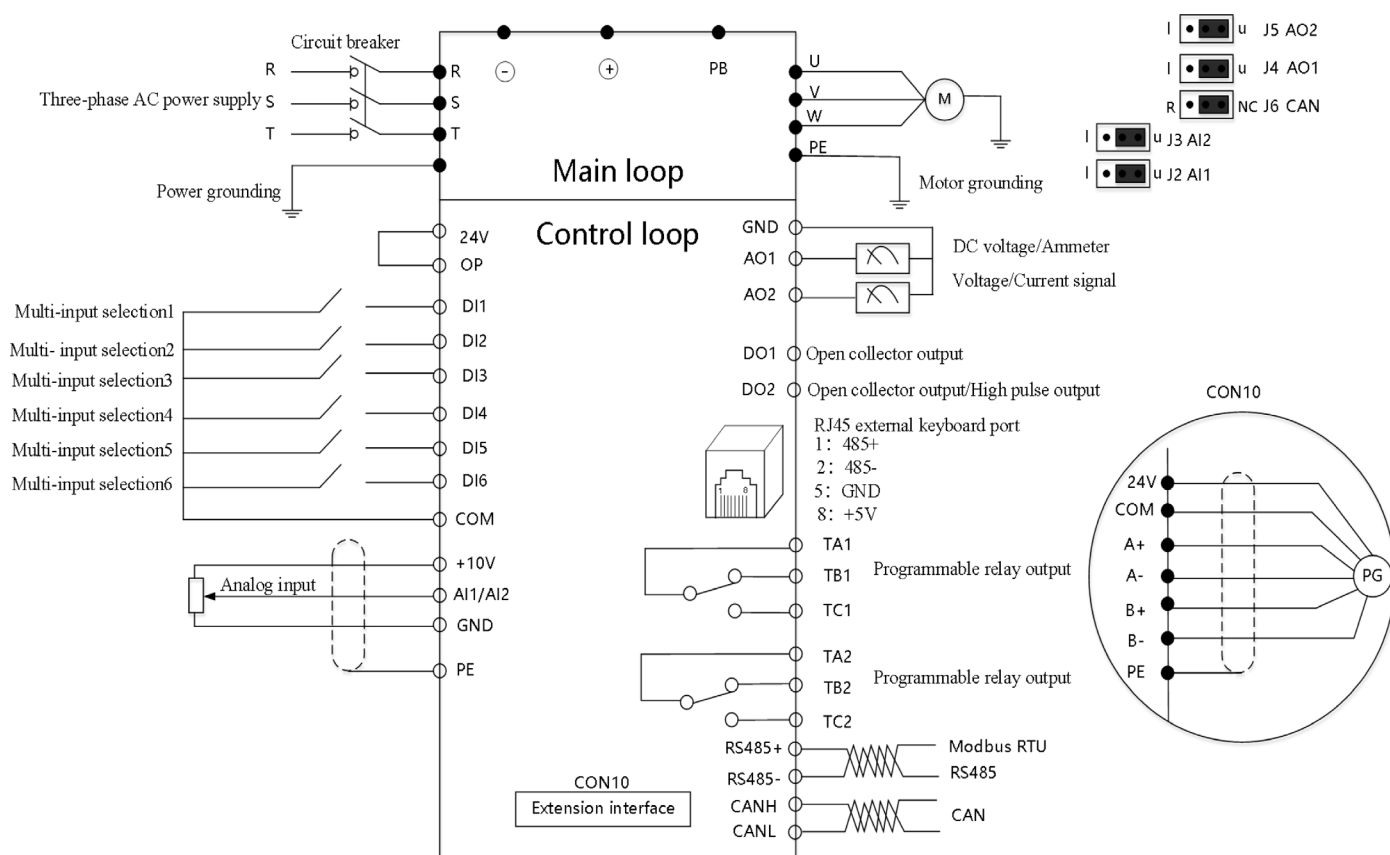 Circuit breaker
R
Three-phase AC power supply S
T
Power grounding
R
S
T
-
+
PB
Main loop
U
V
W
PE
M
Motor grounding
I u J5 AO2
I u J4 AO1
R NC J6 CAN
I u J3 AI2
I u J2 AI1
Control loop
24V
OP
Multi-input selection1
Multi- input selection2
Multi-input selection3
Multi-input selection4
Multi-input selection5
Multi-input selection6
DI1
DI2
DI3
DI4
DI5
DI6
COM
+10V
Analog input
AI1/AI2
GND
PE
GND
AO1
AO2
DC voltage/Ammeter
Voltage/Current signal
DO1 Open collector output
DO2 Open collector output/High pulse output
RJ45 external keyboard port
1: 485+
2: 485-
5: GND
8: +5V
1 8
TA1
TB1
TC1
Programmable relay output
TA2
TB2
TC2
Programmable relay output
RS485+
RS485-
Modbus RTU
RS485
CANH
CANL
CAN
CON10
Extension interface
CON10
24V
COM
A+
A-
B+
B-
PE
PG